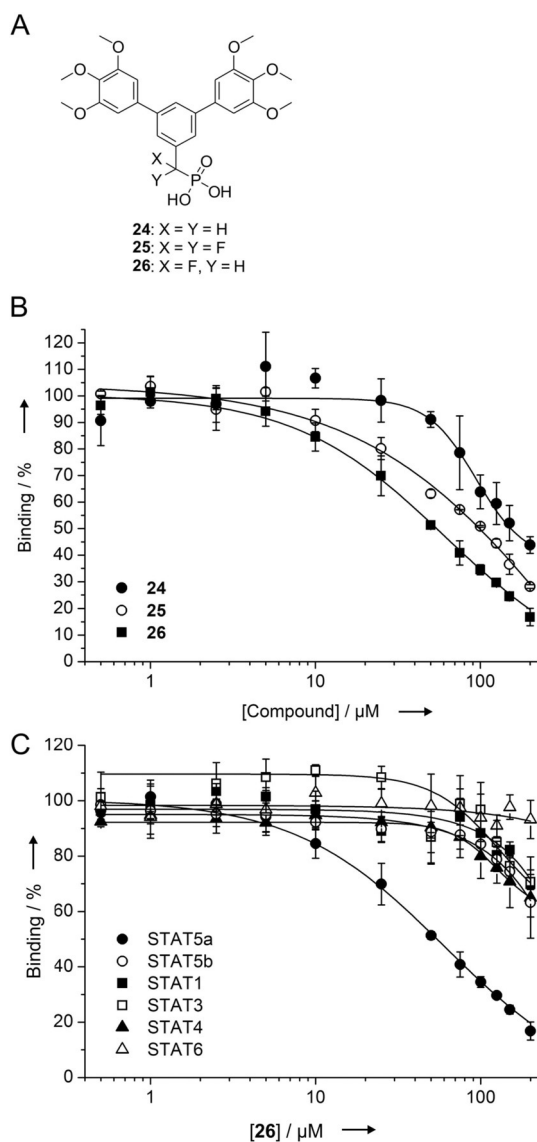 A
O O
O O
O O
X O
P
Y
HO OH
24: X = Y = H
25: X = Y = F
26: X = F, Y = H
B
120
110
100
90
80
70
60
50
40
30
20
10
0
Binding / %
24
25
26
1 10 100
[Compound] / µM
C
120
100
80
60
40
20
0
Binding / %
STAT5a
STAT5b
STAT1
STAT3
STAT4
STAT6
1 10 100
[26] / µM